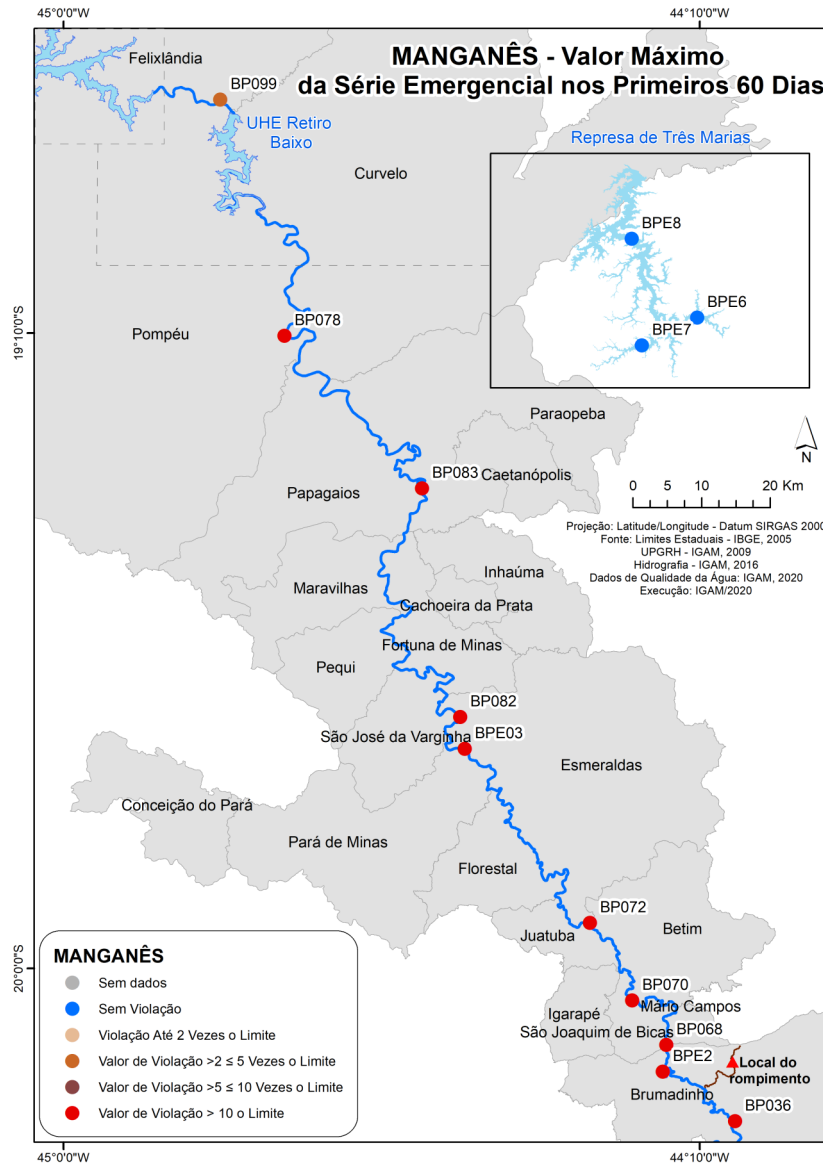 45°0'0"W
44°10'0"W
MANGANÊS - Valor Máximo
da Série Emergencial nos Primeiros 60 Dias
Felixlândia
BP099
UHE Retiro
Baixo
Curvelo
Represa de Três Marias
BPE8
BPE6
BPE7
19°10'0"S
Pompéu
BP078
Paraopeba
N
BP083
Caetanópolis
Papagaios
0 5 10 20 Km
Projeção: Latitude/Longitude - Datum SIRGAS 2000
Fonte: Limites Estaduais - IBGE, 2005
UPGRH - IGAM, 2009
Hidrografia - IGAM, 2016
Dados de Qualidade da Água: IGAM, 2020
Execução: IGAM/2020
Inhaúma
Maravilhas
Cachoeira da Prata
Fortuna de Minas
Pequi
BP082
São José da Varginha
BPE03
Esmeraldas
Conceição do Pará
Pará de Minas
Florestal
BP072
Juatuba
Betim
20°0'0"S
BP070
Mário Campos
Igarapé
São Joaquim de Bicas
BP068
BPE2
Local do
rompimento
Brumadinho
BP036
MANGANÊS
Sem dados
Sem Violação
Violação Até 2 Vezes o Limite
Valor de Violação >2 ≤ 5 Vezes o Limite
Valor de Violação >5 ≤ 10 Vezes o Limite
Valor de Violação > 10 o Limite
45°0'0"W
44°10'0"W